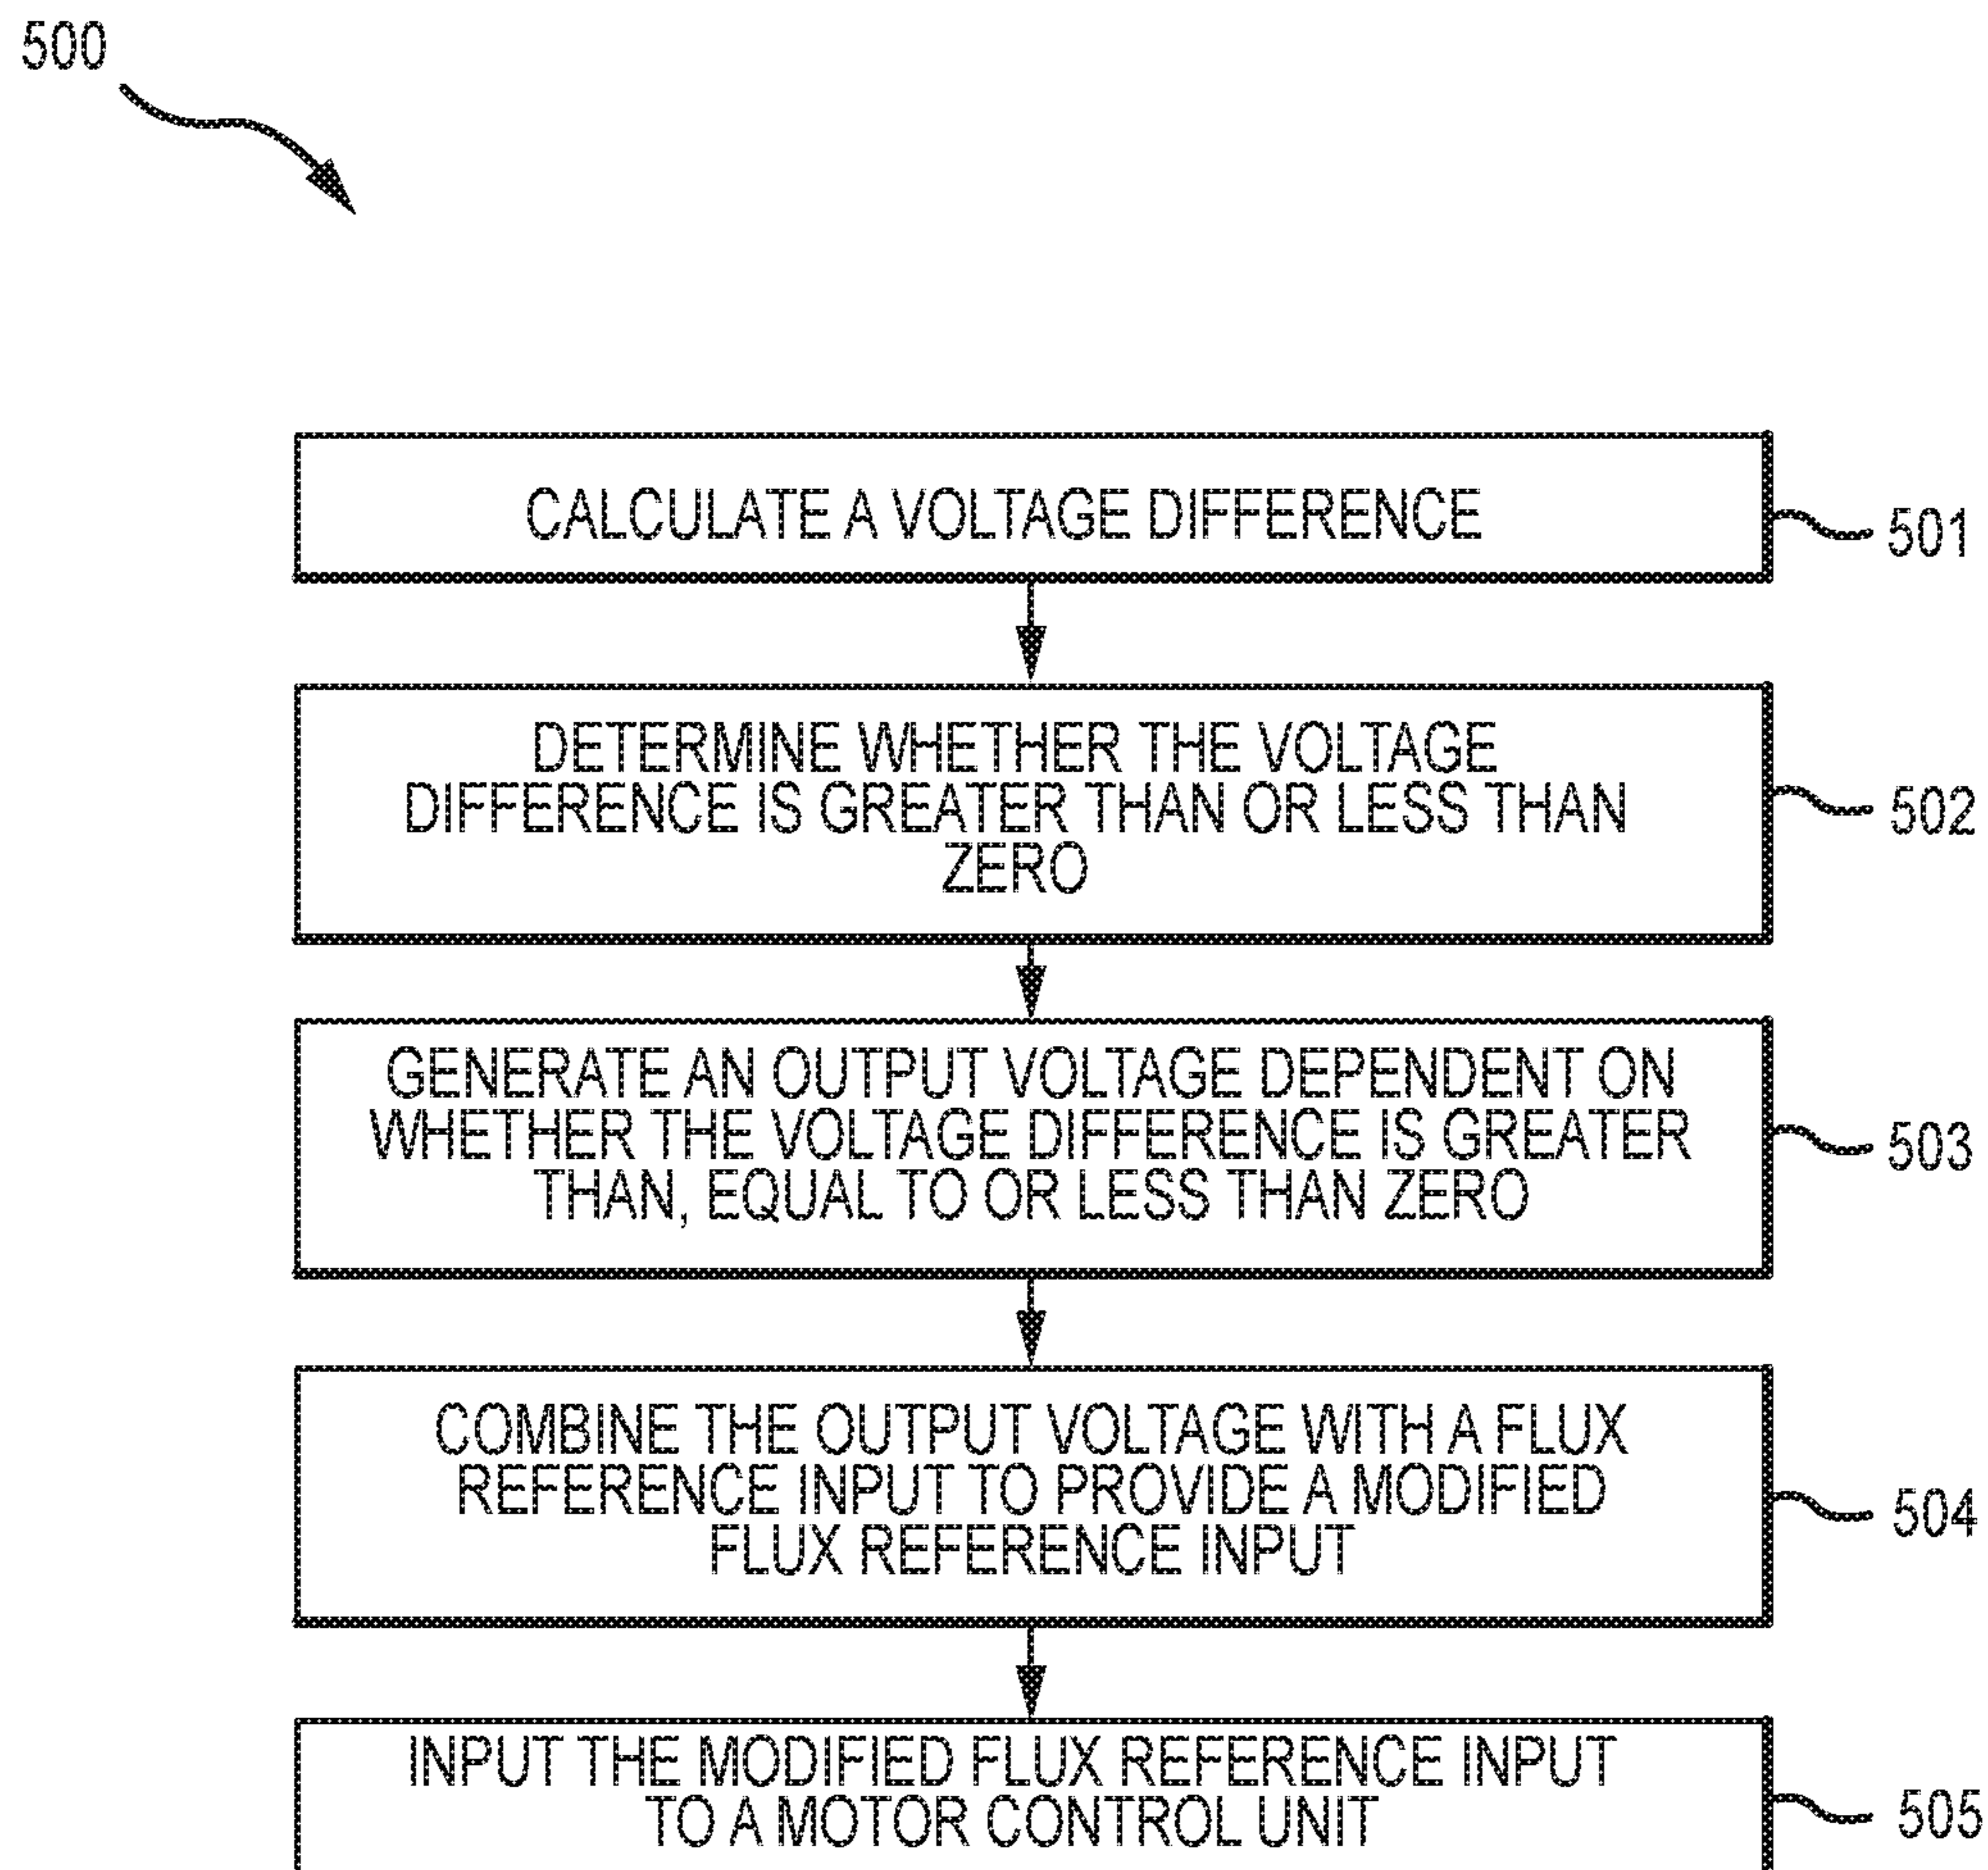 500
CALCULATE A VOLTAGE DIFFERENCE
501
DETERMINE WHETHER THE VOLTAGE
DIFFERENCE IS GREATER THAN OR LESS THAN
ZERO
502
GENERATE AN OUTPUT VOLTAGE DEPENDENT ON
WHETHER THE VOLTAGE DIFFERENCE IS GREATER
THAN, EQUAL TO OR LESS THAN ZERO
503
COMBINE THE OUTPUT VOLTAGE WITH A FLUX
REFERENCE INPUT TO PROVIDE A MODIFIED
FLUX REFERENCE INPUT
504
INPUT THE MODIFIED FLUX REFERENCE INPUT
TO A MOTOR CONTROL UNIT
505